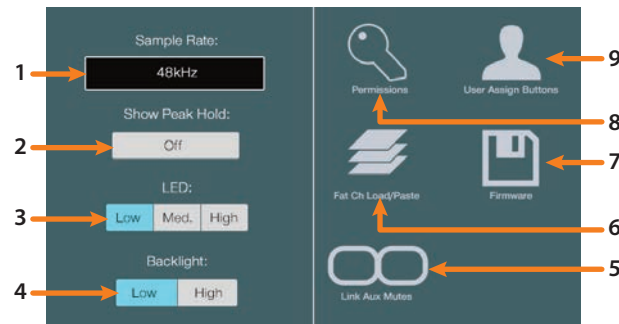 Sample Rate:
1
48kHz
Show Peak Hold:
2
Off
LED:
3
Low Med. High
Backlight:
4
Low High
9
Permissions
User Assign Buttons
8
7
Fat Ch Load/Paste
Firmware
6
5
Link Aux Mutes